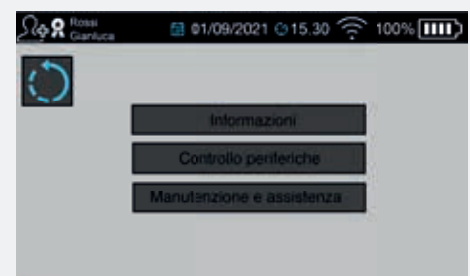 Rossi
Gianluca
01/09/2021 15.30 100%
Informazioni
Controllo periferiche
Manutenzione e assistenza